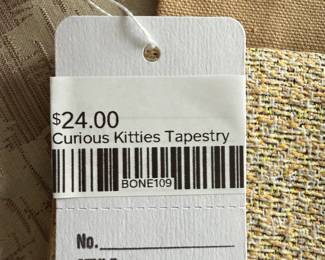 $24.00
Curious Kitties Tapestry
BONE109
No.